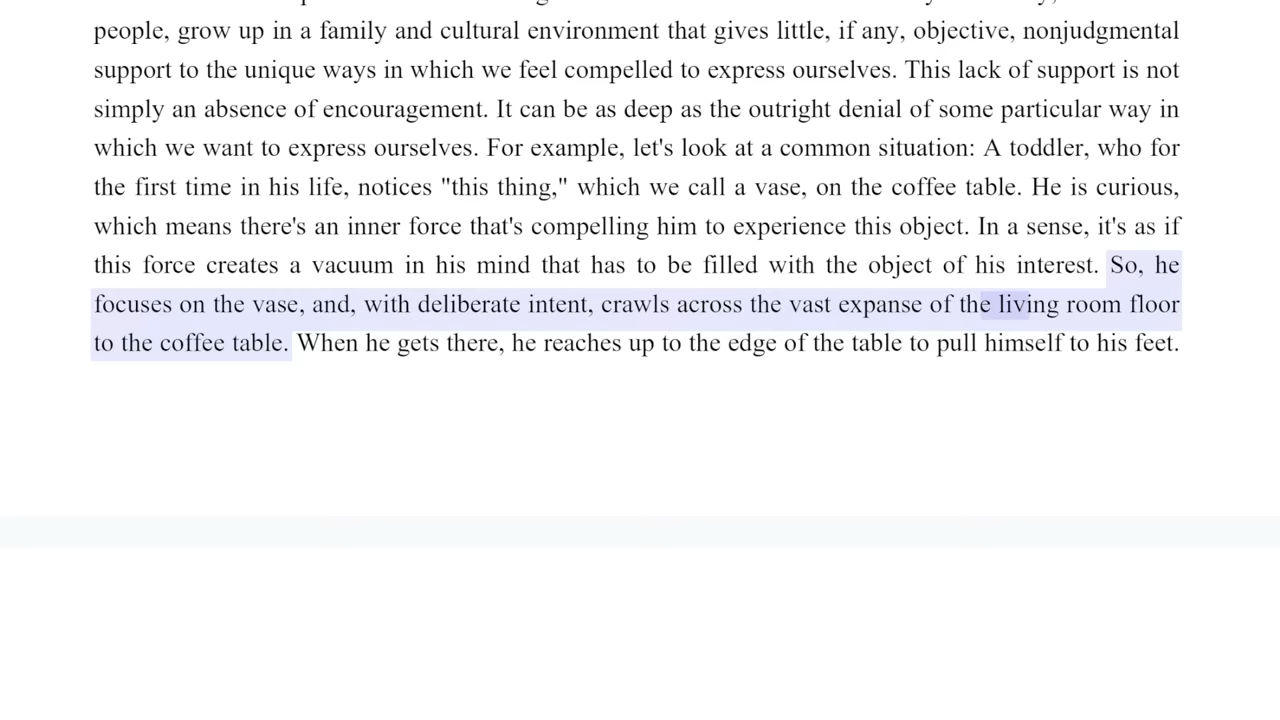 people, grow up in a family and cultural environment that gives little, if any, objective, nonjudgmental
support to the unique ways in which we feel compelled to express ourselves. This lack of support is not
simply an absence of encouragement. It can be as deep as the outright denial of some particular way in
which we want to express ourselves. For example, let's look at a common situation: A toddler, who for
the first time in his life, notices "this thing," which we call a vase, on the coffee table. He is curious,
which means there's an inner force that's compelling him to experience this object. In a sense, it's as if
this force creates a vacuum in his mind that has to be filled with the object of his interest. So, he
focuses on the vase, and, with deliberate intent, crawls across the vast expanse of the living room floor
to the coffee table. When he gets there, he reaches up to the edge of the table to pull himself to his feet.